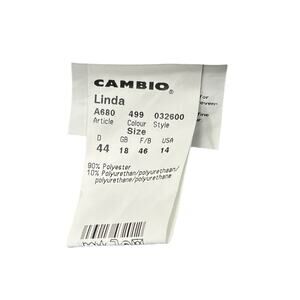 CAMBIO®
Linda
A680 499 032600
Article Colour Style
Size
D GB F/B USA
44 18 46 14
90% Polyester
10% Polyurethan/polyurethaan/
polyurethane/polyurethane/